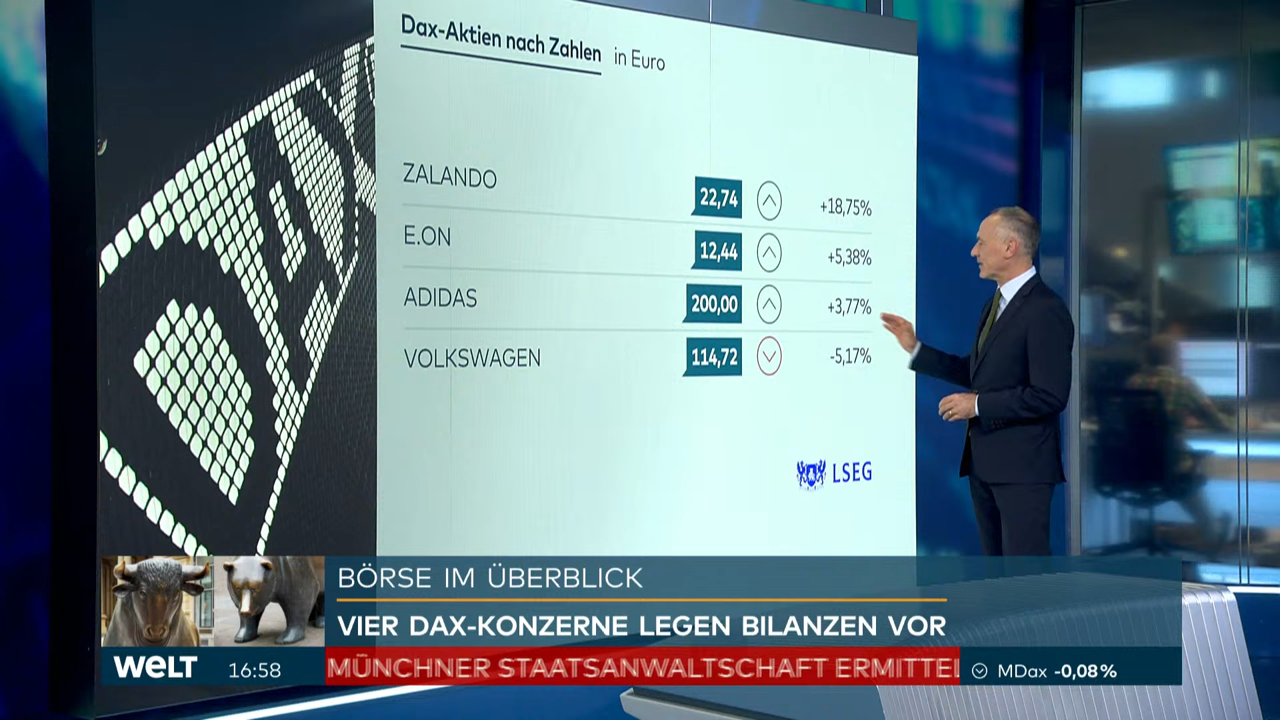 Dax-Aktien nach Zahlen in Euro
ZALANDO 22,74 +18,75%
E.ON 12,44 +5,38%
ADIDAS 200,00 +3,77%
VOLKSWAGEN 114,72 -5,17%
LSEG
BÖRSE IM ÜBERBLICK
VIER DAX-KONZERNE LEGEN BILANZEN VOR
WELT 16:58 MÜNCHNER STAATSANWALTSCHAFT ERMITTEL MDax -0,08%